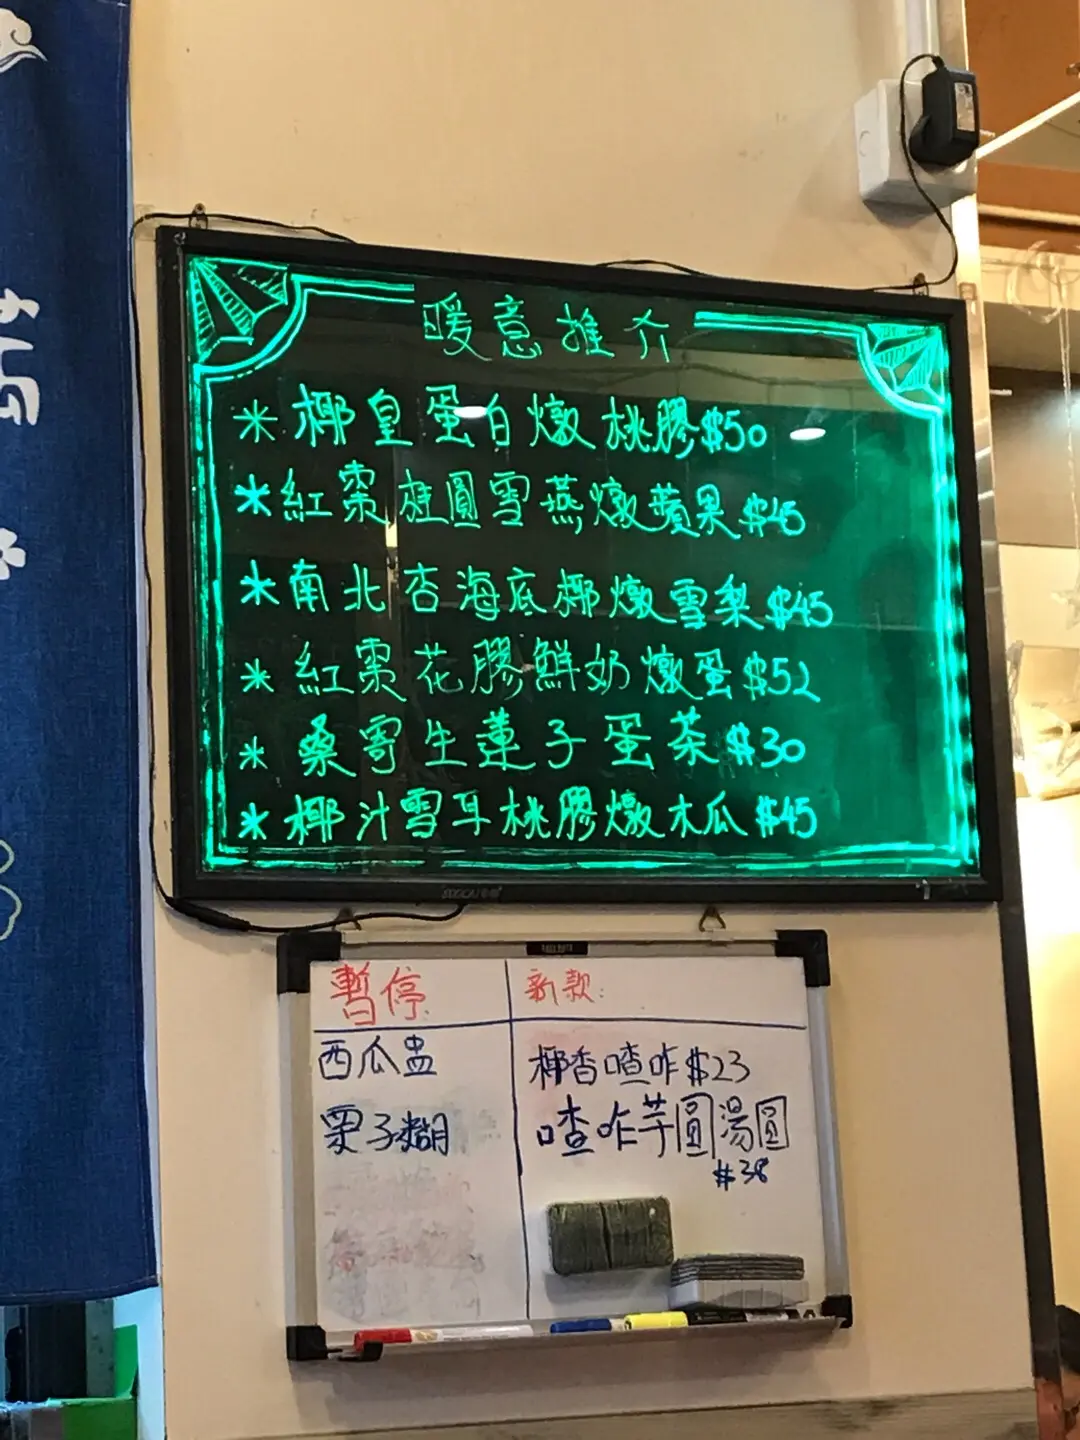 暖意推介
* 椰皇蛋白燉桃膠$50
* 紅棗桂圓雪燕燉蘋果$45
* 南北杏海底椰燉雪梨$45
* 紅棗花膠鮮奶燉蛋$52
* 桑寄生蓮子蛋茶$30
* 椰汁雪耳桃膠燉木瓜$45
暫停
西瓜盅
栗子糊
新款:
椰香喳咋$23
喳咋芋圓湯圓
$38